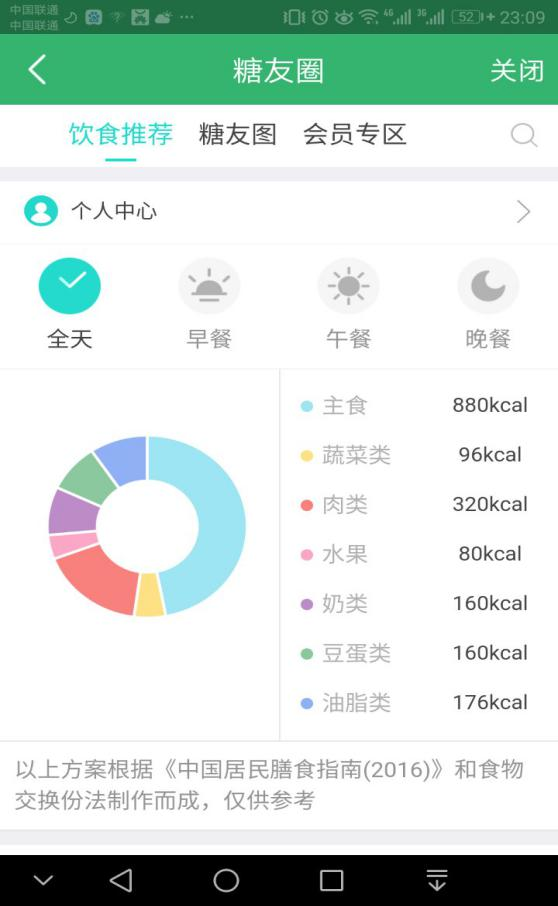 中国联通
中国联通
4G
3G
52
23:09
糖友圈
关闭
饮食推荐 糖友图 会员专区
个人中心
全天 早餐 午餐 晚餐
主食 880kcal
蔬菜类 96kcal
肉类 320kcal
水果 80kcal
奶类 160kcal
豆蛋类 160kcal
油脂类 176kcal
以上方案根据《中国居民膳食指南(2016)》和食物
交换份法制作而成，仅供参考